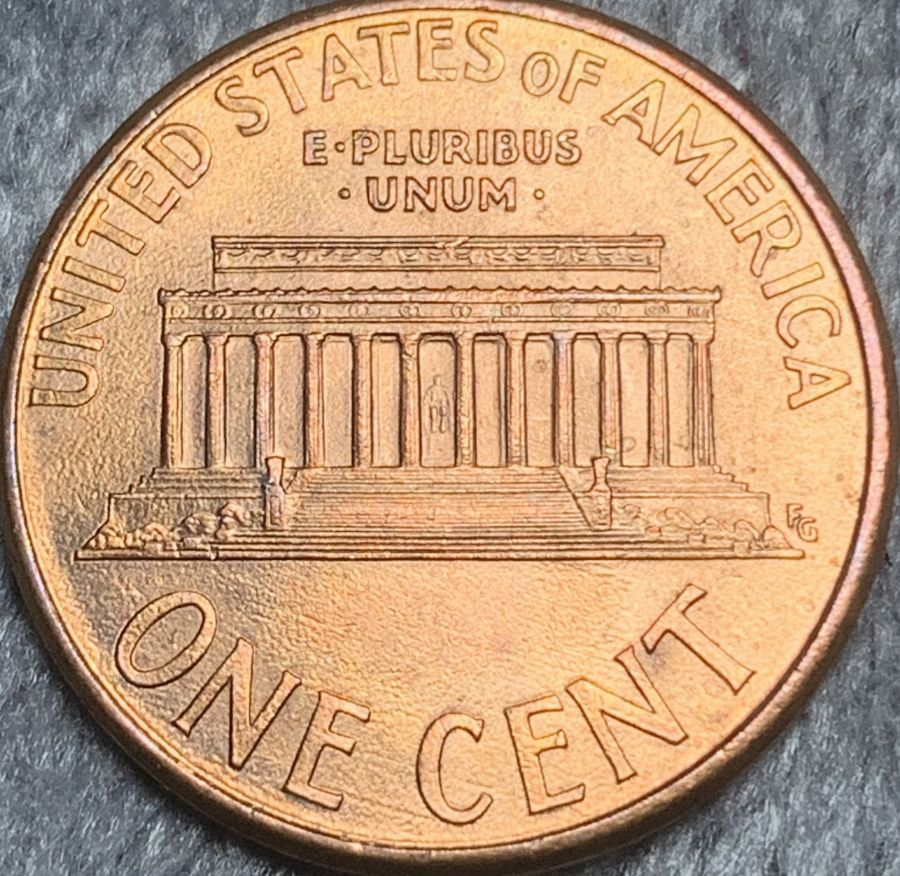 UNITED STATES OF AMERICA
E·PLURIBUS
·UNUM·
FG
ONE CENT